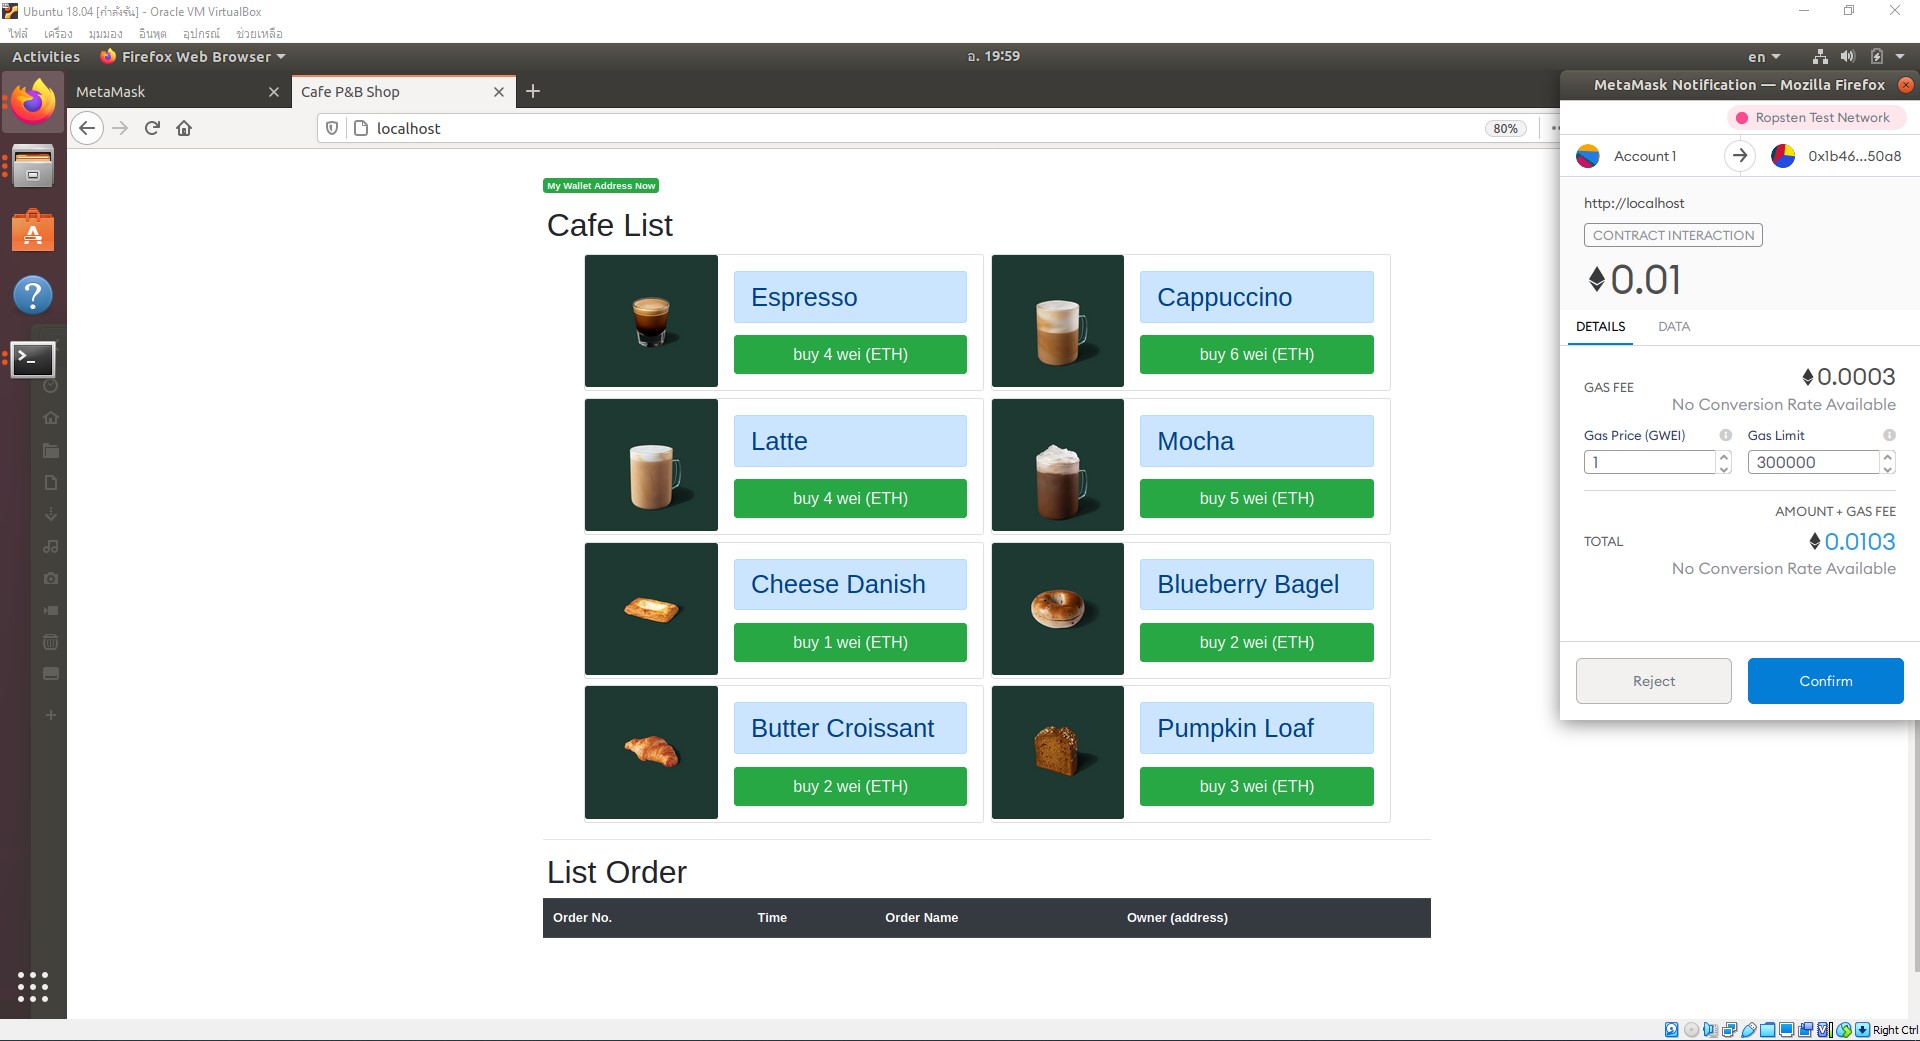 Ubuntu 18.04 [กำลังรัน] - Oracle VM VirtualBox
ไฟล์ เครื่อง มุมมอง อินพุต อุปกรณ์ ช่วยเหลือ
Activities Firefox Web Browser อ. 19:59 en
MetaMask Cafe P&B Shop
localhost 80%
My Wallet Address Now
Cafe List
Espresso
buy 4 wei (ETH)
Cappuccino
buy 6 wei (ETH)
Latte
buy 4 wei (ETH)
Mocha
buy 5 wei (ETH)
Cheese Danish
buy 1 wei (ETH)
Blueberry Bagel
buy 2 wei (ETH)
Butter Croissant
buy 2 wei (ETH)
Pumpkin Loaf
buy 3 wei (ETH)
List Order
Order No. Time Order Name Owner (address)
MetaMask Notification — Mozilla Firefox
Ropsten Test Network
Account 1 0x1b46...50a8
http://localhost
CONTRACT INTERACTION
0.01
DETAILS DATA
GAS FEE 0.0003
No Conversion Rate Available
Gas Price (GWEI) Gas Limit
1 300000
AMOUNT + GAS FEE
TOTAL 0.0103
No Conversion Rate Available
Reject Confirm
Right Ctrl